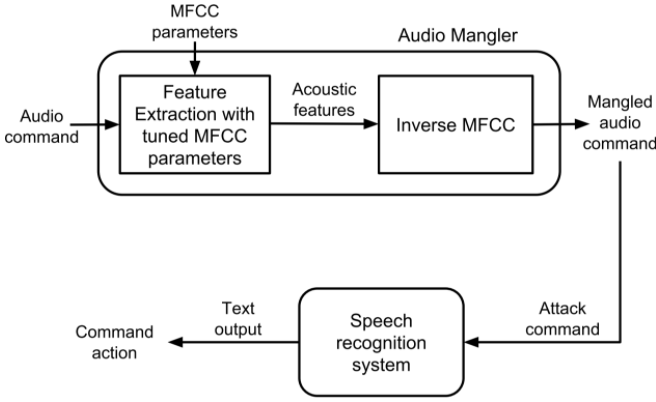 MFCC
parameters
Audio Mangler
Audio
command
Feature
Extraction with
tuned MFCC
parameters
Acoustic
features
Inverse MFCC
Mangled
audio
command
Attack
command
Speech
recognition
system
Text
output
Command
action